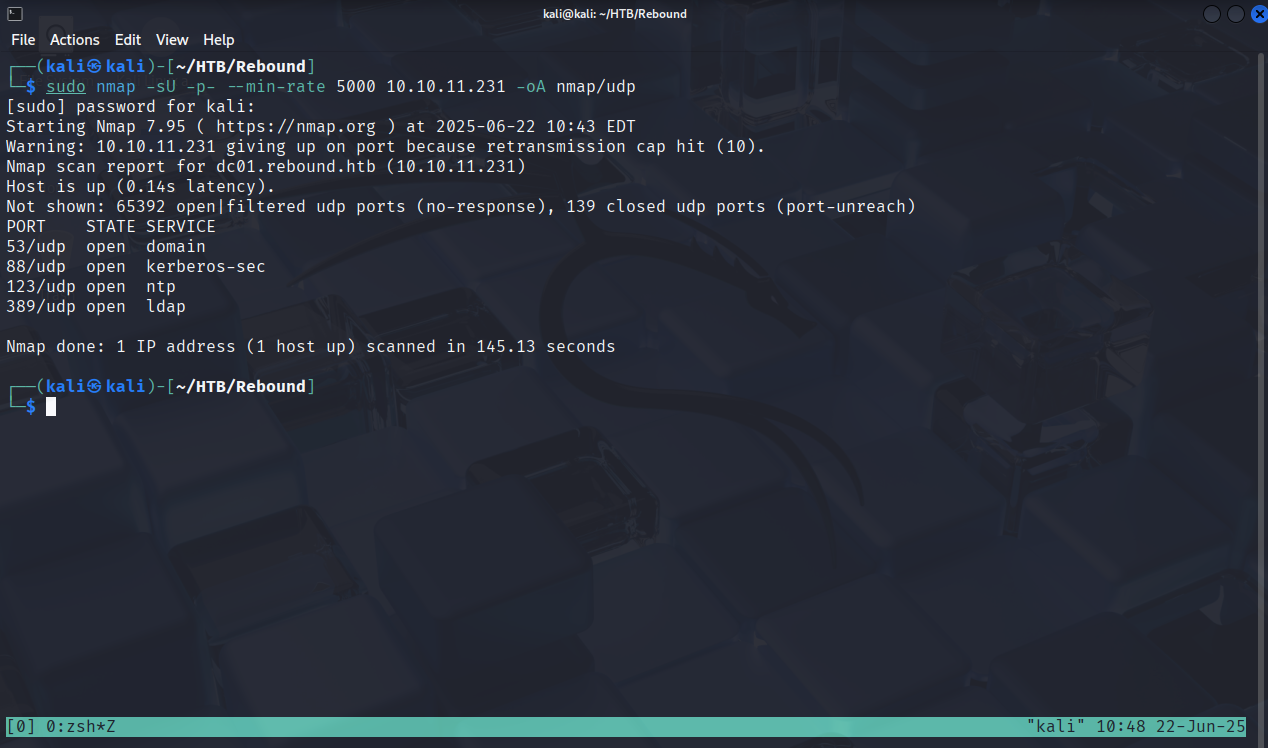 kali@kali: ~/HTB/Rebound
File Actions Edit View Help
┌──(kali㉿kali)-[~/HTB/Rebound]
└─$ sudo nmap -sU -p- --min-rate 5000 10.10.11.231 -oA nmap/udp
[sudo] password for kali:
Starting Nmap 7.95 ( https://nmap.org ) at 2025-06-22 10:43 EDT
Warning: 10.10.11.231 giving up on port because retransmission cap hit (10).
Nmap scan report for dc01.rebound.htb (10.10.11.231)
Host is up (0.14s latency).
Not shown: 65392 open|filtered udp ports (no-response), 139 closed udp ports (port-unreach)
PORT    STATE SERVICE
53/udp  open  domain
88/udp  open  kerberos-sec
123/udp open  ntp
389/udp open  ldap
Nmap done: 1 IP address (1 host up) scanned in 145.13 seconds
┌──(kali㉿kali)-[~/HTB/Rebound]
└─$
[0] 0:zsh*Z "kali" 10:48 22-Jun-25